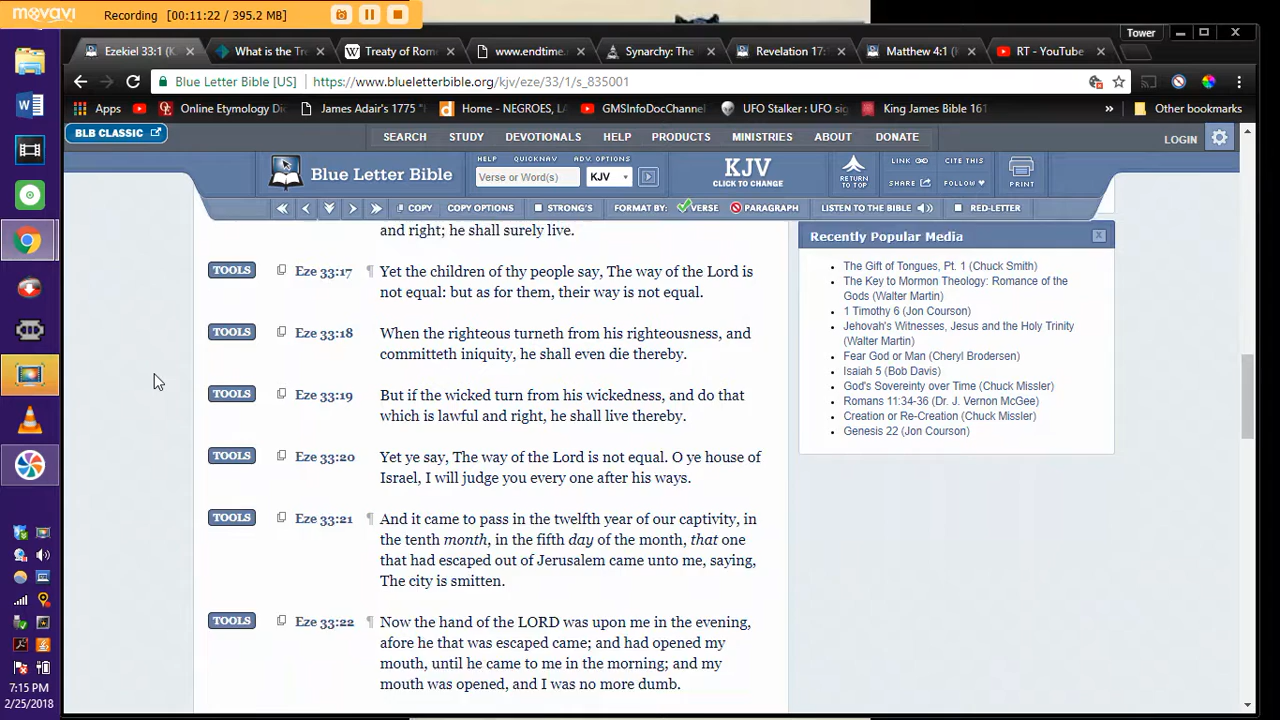 movavi
Recording (00:11:22 / 395.2 MB)
Tower
Ezekiel 33:1 (K
What is the Tre
Treaty of Rom
www.endtime.
Synarchy: The
Revelation 17:
Matthew 4:1 (
RT - YouTube
Blue Letter Bible [US]
https://www.blueletterbible.org/kjv/eze/33/1/s_835001
Apps
Online Etymology Di
James Adair's 1775 "
Home - NEGROES, LA
GMSInfoDocChannel
UFO Stalker : UFO sig
King James Bible 161
»
Other bookmarks
BLB CLASSIC
SEARCH STUDY DEVOTIONALS HELP PRODUCTS MINISTRIES ABOUT DONATE
LOGIN
Blue Letter Bible
HELP QUICKNAV ADV. OPTIONS
Verse or Word(s)
KJV
KJV
CLICK TO CHANGE
RETURN
TO TOP
LINK
CITE THIS
SHARE
FOLLOW
PRINT
COPY COPY OPTIONS STRONG'S FORMAT BY: VERSE PARAGRAPH LISTEN TO THE BIBLE RED-LETTER
and right; he shall surely live.
TOOLS Eze 33:17 ¶ Yet the children of thy people say, The way of the Lord is
not equal: but as for them, their way is not equal.
TOOLS Eze 33:18 When the righteous turneth from his righteousness, and
committeth iniquity, he shall even die thereby.
TOOLS Eze 33:19 But if the wicked turn from his wickedness, and do that
which is lawful and right, he shall live thereby.
TOOLS Eze 33:20 Yet ye say, The way of the Lord is not equal. O ye house of
Israel, I will judge you every one after his ways.
TOOLS Eze 33:21 ¶ And it came to pass in the twelfth year of our captivity, in
the tenth month, in the fifth day of the month, that one
that had escaped out of Jerusalem came unto me, saying,
The city is smitten.
TOOLS Eze 33:22 ¶ Now the hand of the LORD was upon me in the evening,
afore he that was escaped came; and had opened my
mouth, until he came to me in the morning; and my
mouth was opened, and I was no more dumb.
Recently Popular Media
The Gift of Tongues, Pt. 1 (Chuck Smith)
The Key to Mormon Theology: Romance of the
Gods (Walter Martin)
1 Timothy 6 (Jon Courson)
Jehovah's Witnesses, Jesus and the Holy Trinity
(Walter Martin)
Fear God or Man (Cheryl Brodersen)
Isaiah 5 (Bob Davis)
God's Sovereinty over Time (Chuck Missler)
Romans 11:34-36 (Dr. J. Vernon McGee)
Creation or Re-Creation (Chuck Missler)
Genesis 22 (Jon Courson)
7:15 PM
2/25/2018